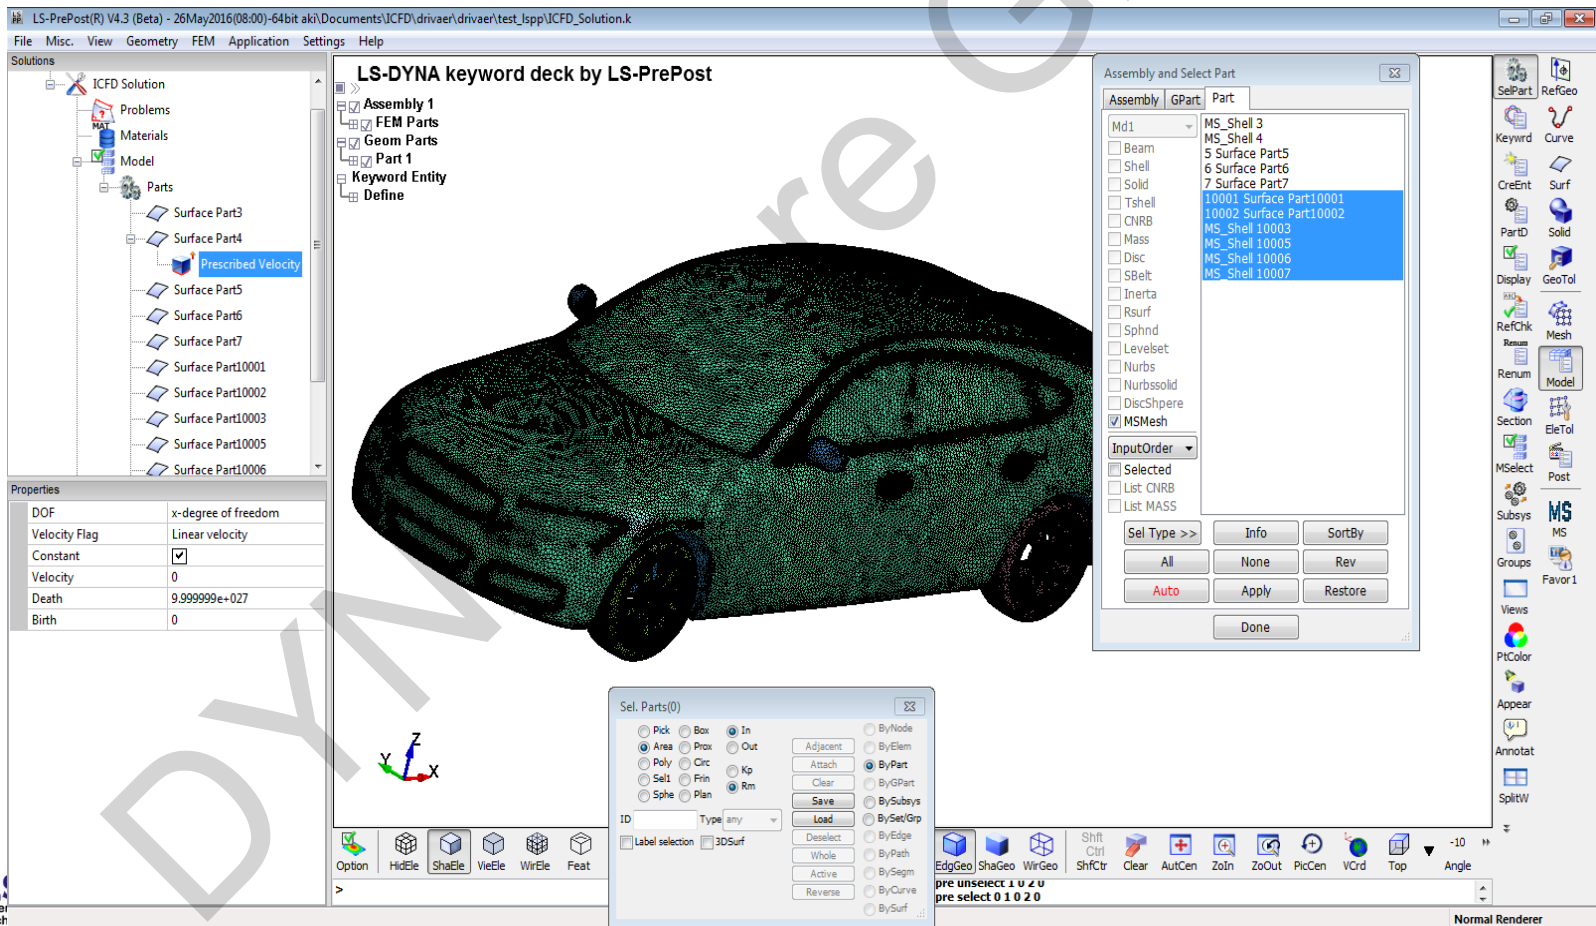 LS-PrePost(R) V4.3 (Beta) - 26May2016(08:00)-64bit aki\Documents\ICFD\drivaer\drivaer\test_lspp\ICFD_Solution.k
File Misc. View Geometry FEM Application Settings Help
Solutions
ICFD Solution
Problems
MAT
Materials
Model
Parts
Surface Part3
Surface Part4
Prescribed Velocity
Surface Part5
Surface Part6
Surface Part7
Surface Part10001
Surface Part10002
Surface Part10003
Surface Part10005
Surface Part10006
Properties
DOF x-degree of freedom
Velocity Flag Linear velocity
Constant
Velocity 0
Death 9.999999e+027
Birth 0
LS-DYNA keyword deck by LS-PrePost
Assembly 1
FEM Parts
Geom Parts
Part 1
Keyword Entity
Define
Z
Y
X
Assembly and Select Part
Assembly GPart Part
Md1
Beam
Shell
Solid
Tshell
CNRB
Mass
Disc
SBelt
Inerta
Rsurf
Sphnd
Levelset
Nurbs
Nurbssolid
DiscShpere
MSMesh
InputOrder
Selected
List CNRB
List MASS
MS_Shell 3
MS_Shell 4
5 Surface Part5
6 Surface Part6
7 Surface Part7
10001 Surface Part10001
10002 Surface Part10002
MS_Shell 10003
MS_Shell 10005
MS_Shell 10006
MS_Shell 10007
Sel Type >> Info SortBy
All None Rev
Auto Apply Restore
Done
Sel. Parts(0)
Pick Box In
Area Prox Out
Poly Circ Kp
Sel1 Frin Rm
Sphe Plan
ID Type any
Label selection 3DSurf
Adjacent
Attach
Clear
Save
Load
Deselect
Whole
Active
Reverse
ByNode
ByElem
ByPart
ByGPart
BySubsys
BySet/Grp
ByEdge
ByPath
BySegm
ByCurve
BySurf
SelPart RefGeo
Keywrd Curve
CreEnt Surf
PartD Solid
Display GeoTol
RefChk Mesh
Renum
Renum Model
Section EleTol
MSelect Post
Subsys MS
MS
Groups Favor1
Views
PtColor
Appear
Annotat
SplitW
Option HidEle ShaEle VieEle WirEle Feat
EdgGeo ShaGeo WirGeo ShfCtr Clear AutCen ZoIn ZoOut PicCen VCrd Top Angle
Shft
Ctrl
-10
>
pre unselect 1 0 2 0
pre select 0 1 0 2 0
Normal Renderer
DYN
re